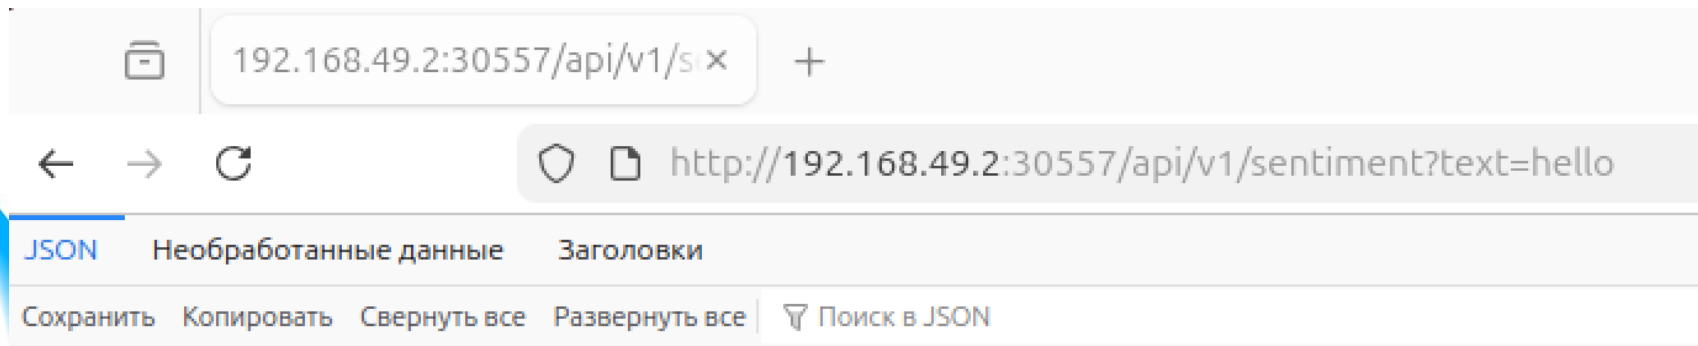 192.168.49.2:30557/api/v1/s
http://192.168.49.2:30557/api/v1/sentiment?text=hello
JSON Необработанные данные Заголовки
Сохранить Копировать Свернуть все Развернуть все Поиск в JSON